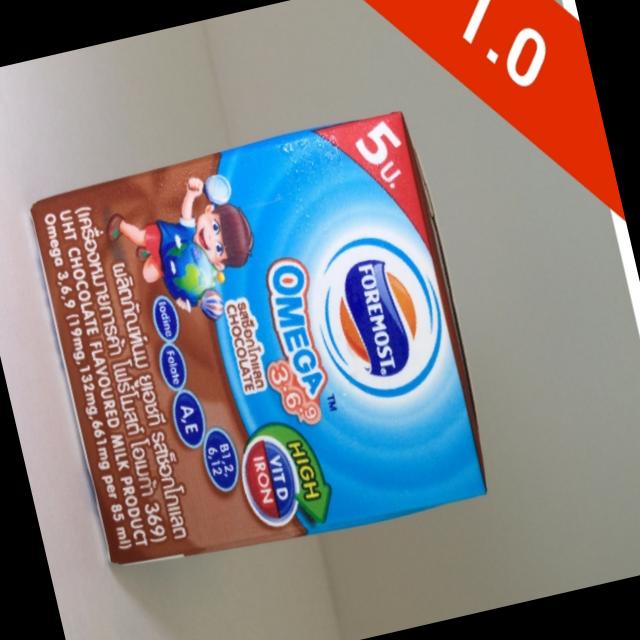 1.0
5บ.
FOREMOST®
OMEGA™
3,6,9
รสช็อกโกแลต
CHOCOLATE
HIGH
VIT D
IRON
Iodine
Folate
A,E
B1,2,
6,12
ผลิตภัณฑ์นม ยูเอชที รสช็อกโกแลต
(เครื่องหมายการค้า โฟร์โมสต์ โอเมก้า 369)
UHT CHOCOLATE FLAVOURED MILK PRODUCT
Omega 3,6,9 (19mg,132mg,661mg per 85 ml)